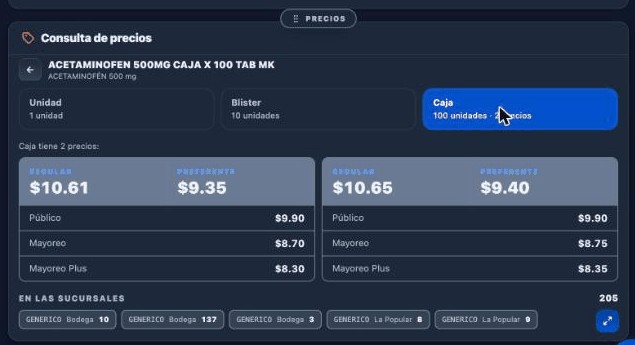 PRECIOS
Consulta de precios
ACETAMINOFEN 500MG CAJA X 100 TAB MK
ACETAMINOFÉN 500 mg
Unidad
1 unidad
Blister
10 unidades
Caja
100 unidades · 2 precios
Caja tiene 2 precios:
REGULAR PREFERENTE
$10.61 $9.35
Público $9.90
Mayoreo $8.70
Mayoreo Plus $8.30
REGULAR PREFERENTE
$10.65 $9.40
Público $9.90
Mayoreo $8.75
Mayoreo Plus $8.35
EN LAS SUCURSALES 205
GENERICO Bodega 10
GENERICO Bodega 137
GENERICO Bodega 3
GENERICO La Popular 8
GENERICO La Popular 9